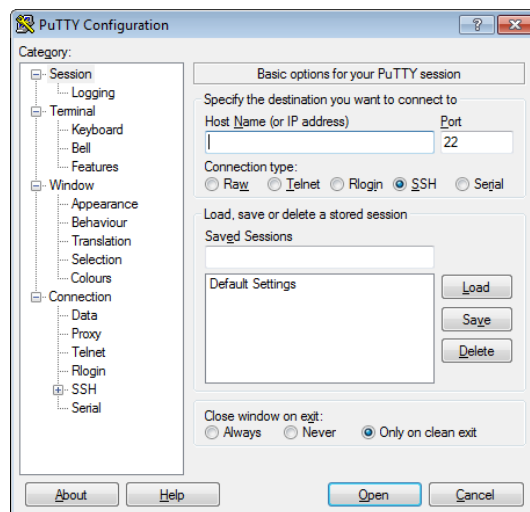 PuTTY Configuration
Category:
Session
Logging
Terminal
Keyboard
Bell
Features
Window
Appearance
Behaviour
Translation
Selection
Colours
Connection
Data
Proxy
Telnet
Rlogin
SSH
Serial
Basic options for your PuTTY session
Specify the destination you want to connect to
Host Name (or IP address) Port
22
Connection type:
Raw Telnet Rlogin SSH Serial
Load, save or delete a stored session
Saved Sessions
Default Settings
Load
Save
Delete
Close window on exit:
Always Never Only on clean exit
About Help Open Cancel